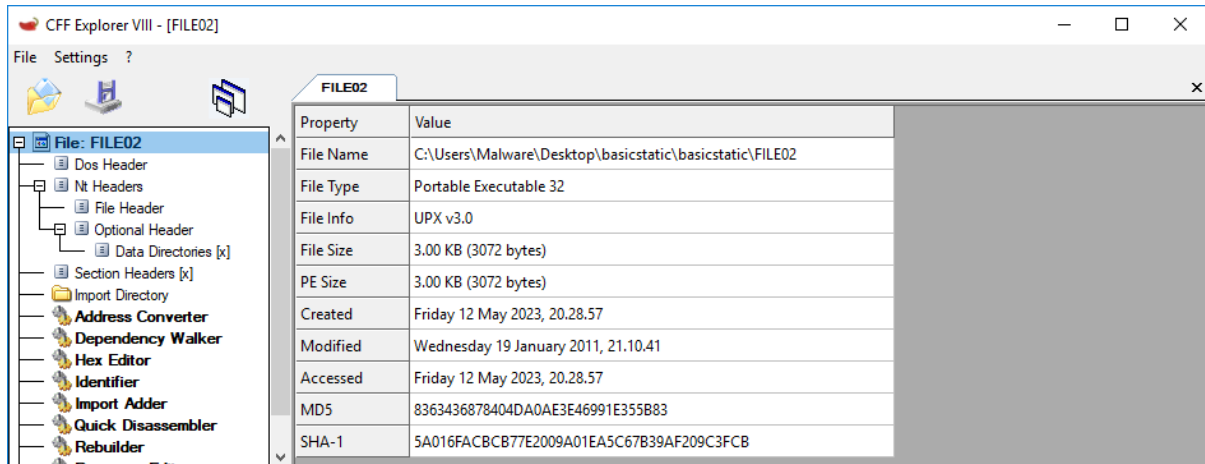 CFF Explorer VIII - [FILE02]
File Settings ?
FILE02
Property Value
File: FILE02
Dos Header
Nt Headers
File Header
Optional Header
Data Directories [x]
Section Headers [x]
Import Directory
Address Converter
Dependency Walker
Hex Editor
Identifier
Import Adder
Quick Disassembler
Rebuilder
File Name C:\Users\Malware\Desktop\basicstatic\basicstatic\FILE02
File Type Portable Executable 32
File Info UPX v3.0
File Size 3.00 KB (3072 bytes)
PE Size 3.00 KB (3072 bytes)
Created Friday 12 May 2023, 20.28.57
Modified Wednesday 19 January 2011, 21.10.41
Accessed Friday 12 May 2023, 20.28.57
MD5 8363436878404DA0AE3E46991E355B83
SHA-1 5A016FACBCB77E2009A01EA5C67B39AF209C3FCB